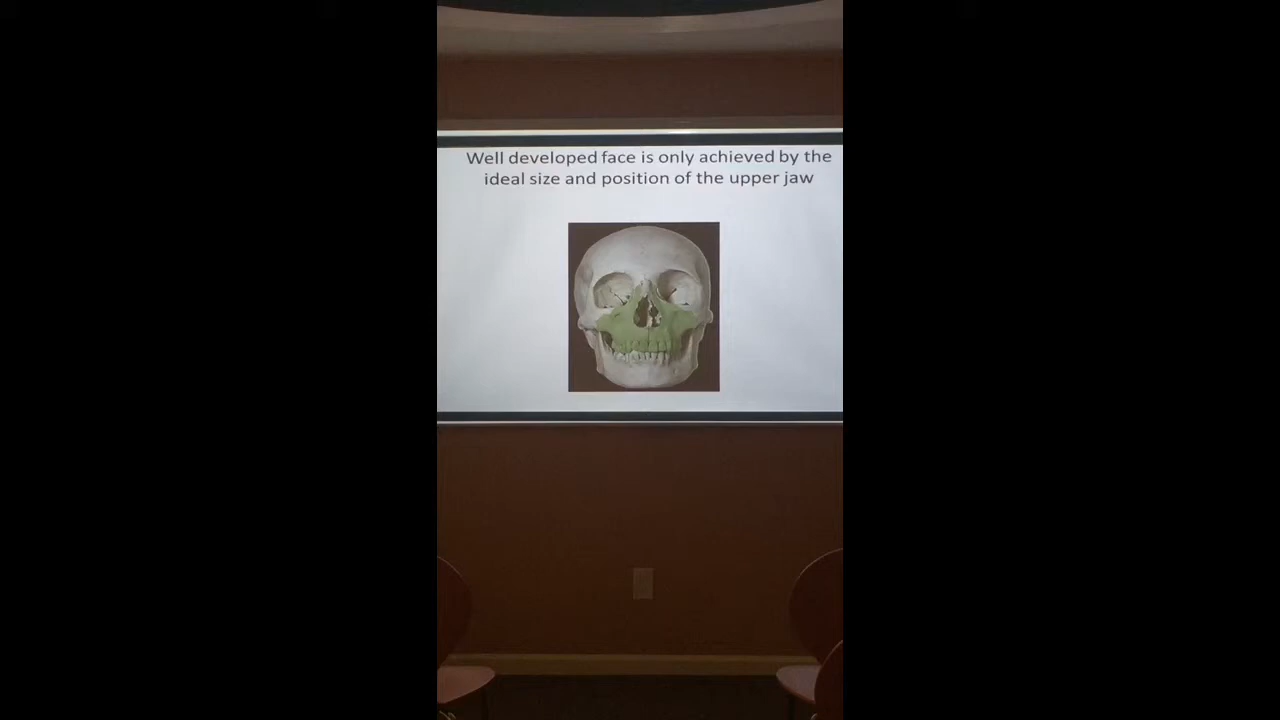 Well developed face is only achieved by the
ideal size and position of the upper jaw